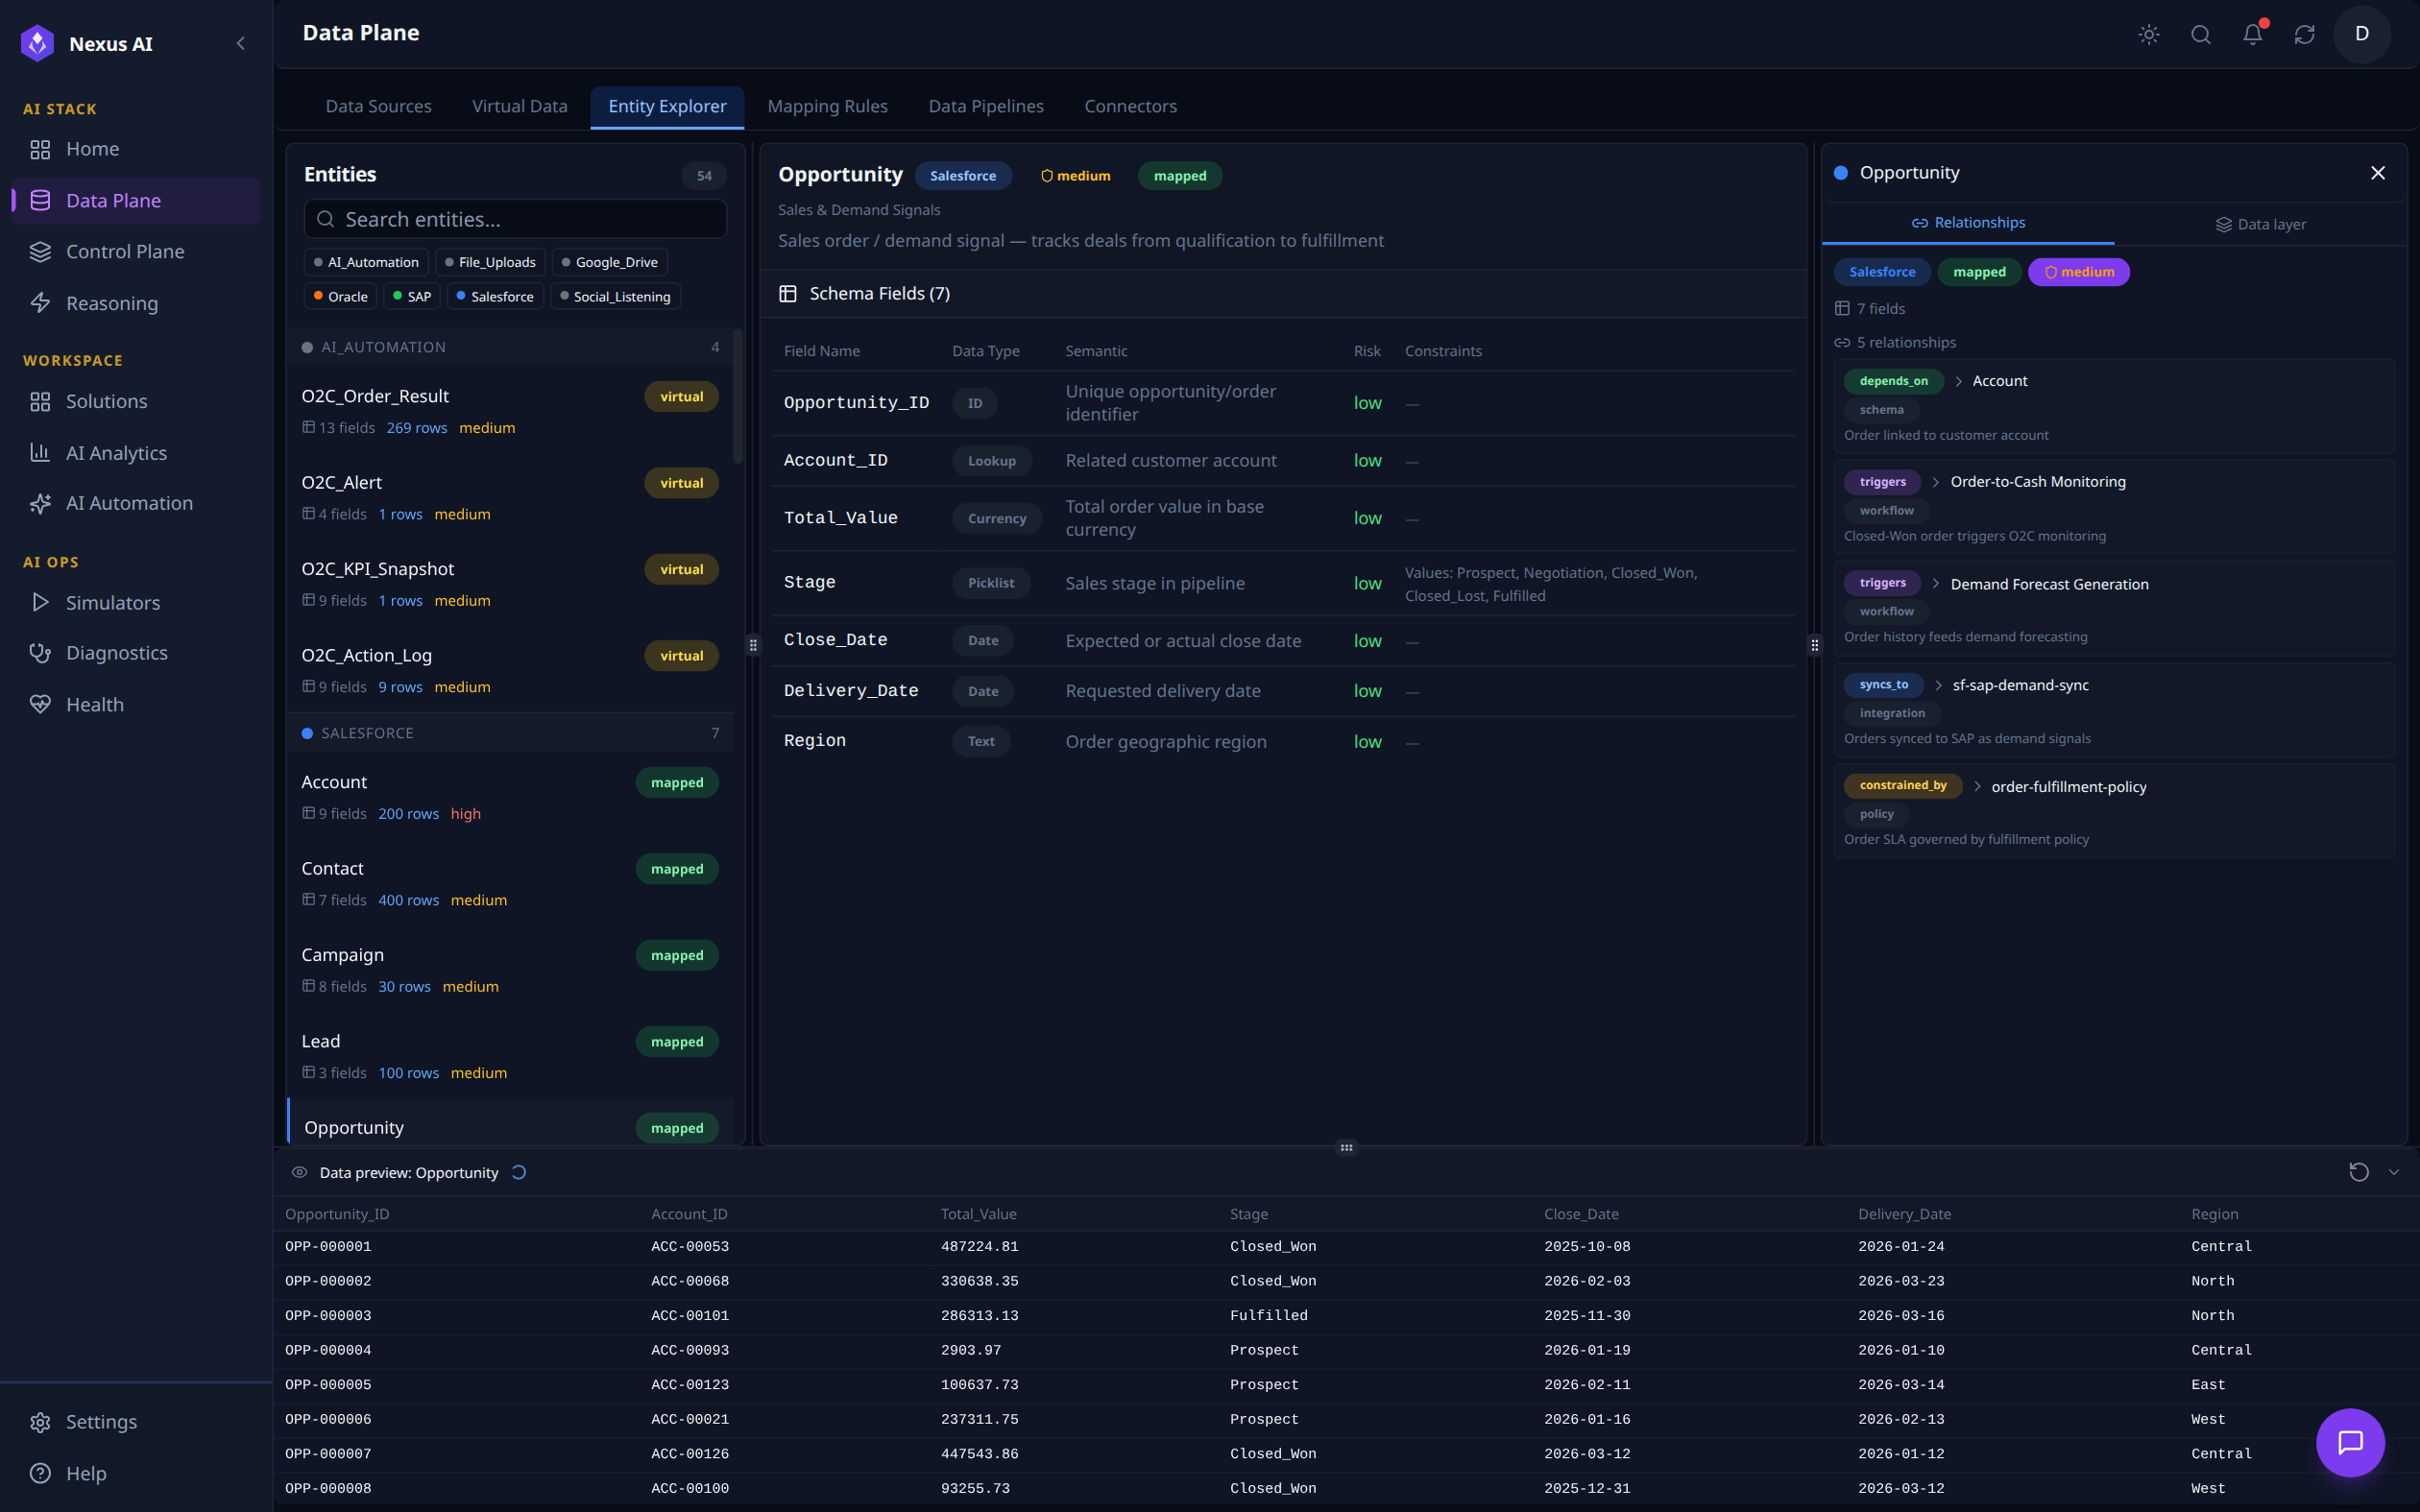 Nexus AI
AI STACK
Home
Data Plane
Control Plane
Reasoning
WORKSPACE
Solutions
AI Analytics
AI Automation
AI OPS
Simulators
Diagnostics
Health
Settings
Help
Data Plane
D
Data Sources
Virtual Data
Entity Explorer
Mapping Rules
Data Pipelines
Connectors
Entities 54
Search entities...
AI_Automation File_Uploads Google_Drive
Oracle SAP Salesforce Social_Listening
AI_AUTOMATION 4
O2C_Order_Result virtual
13 fields 269 rows medium
O2C_Alert virtual
4 fields 1 rows medium
O2C_KPI_Snapshot virtual
9 fields 1 rows medium
O2C_Action_Log virtual
9 fields 9 rows medium
SALESFORCE 7
Account mapped
9 fields 200 rows high
Contact mapped
7 fields 400 rows medium
Campaign mapped
8 fields 30 rows medium
Lead mapped
3 fields 100 rows medium
Opportunity mapped
Opportunity Salesforce medium mapped
Sales & Demand Signals
Sales order / demand signal — tracks deals from qualification to fulfillment
Schema Fields (7)
Field Name Data Type Semantic Risk Constraints
Opportunity_ID ID Unique opportunity/order identifier low —
Account_ID Lookup Related customer account low —
Total_Value Currency Total order value in base currency low —
Stage Picklist Sales stage in pipeline low Values: Prospect, Negotiation, Closed_Won, Closed_Lost, Fulfilled
Close_Date Date Expected or actual close date low —
Delivery_Date Date Requested delivery date low —
Region Text Order geographic region low —
Opportunity
Relationships Data layer
Salesforce mapped medium
7 fields
5 relationships
depends_on > Account
schema
Order linked to customer account
triggers > Order-to-Cash Monitoring
workflow
Closed-Won order triggers O2C monitoring
triggers > Demand Forecast Generation
workflow
Order history feeds demand forecasting
syncs_to > sf-sap-demand-sync
integration
Orders synced to SAP as demand signals
constrained_by > order-fulfillment-policy
policy
Order SLA governed by fulfillment policy
Data preview: Opportunity
Opportunity_ID Account_ID Total_Value Stage Close_Date Delivery_Date Region
OPP-000001 ACC-00053 487224.81 Closed_Won 2025-10-08 2026-01-24 Central
OPP-000002 ACC-00068 330638.35 Closed_Won 2026-02-03 2026-03-23 North
OPP-000003 ACC-00101 286313.13 Fulfilled 2025-11-30 2026-03-16 North
OPP-000004 ACC-00093 2903.97 Prospect 2026-01-19 2026-01-10 Central
OPP-000005 ACC-00123 100637.73 Prospect 2026-02-11 2026-03-14 East
OPP-000006 ACC-00021 237311.75 Prospect 2026-01-16 2026-02-13 West
OPP-000007 ACC-00126 447543.86 Closed_Won 2026-03-12 2026-01-12 Central
OPP-000008 ACC-00100 93255.73 Closed_Won 2025-12-31 2026-03-12 West